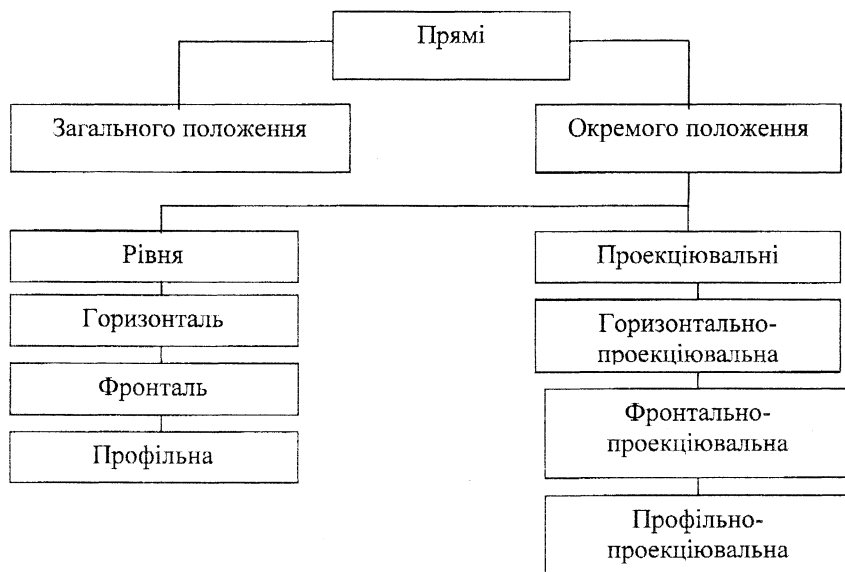 Прямі
Загального положення
Окремого положення
Рівня
Проекціювальні
Горизонталь
Горизонтально-
проекціювальна
Фронталь
Фронтально-
проекціювальна
Профільна
Профільно-
проекціювальна